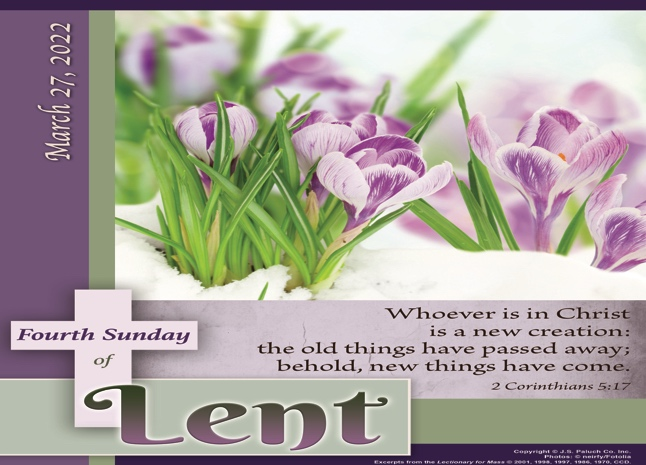 March 27, 2022
Whoever is in Christ
is a new creation:
the old things have passed away;
behold, new things have come.
2 Corinthians 5:17
Fourth Sunday
of
Lent
Copyright © J.S. Paluch Co. Inc.
Photos: © neirfy/Fotolia
Excerpts from the Lectionary for Mass © 2001, 1998, 1997, 1986, 1970, CCD.